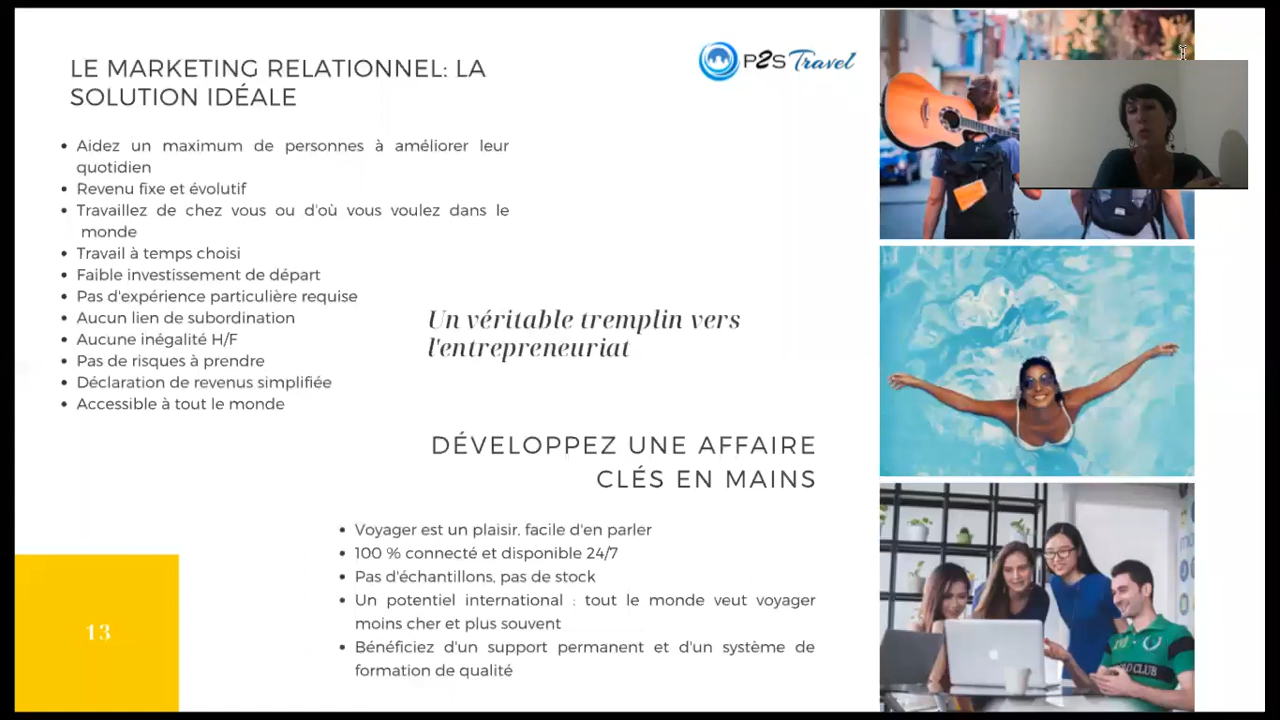 LE MARKETING RELATIONNEL: LA
SOLUTION IDÉALE
P2S Travel
Aidez un maximum de personnes à améliorer leur
quotidien
Revenu fixe et évolutif
Travaillez de chez vous ou d'où vous voulez dans le
monde
Travail à temps choisi
Faible investissement de départ
Pas d'expérience particulière requise
Aucun lien de subordination
Aucune inégalité H/F
Pas de risques à prendre
Déclaration de revenus simplifiée
Accessible à tout le monde
Un véritable tremplin vers
l'entrepreneuriat
DÉVELOPPEZ UNE AFFAIRE
CLÉS EN MAINS
Voyager est un plaisir, facile d'en parler
100 % connecté et disponible 24/7
Pas d'échantillons, pas de stock
Un potentiel international : tout le monde veut voyager
moins cher et plus souvent
Bénéficiez d'un support permanent et d'un système de
formation de qualité
13